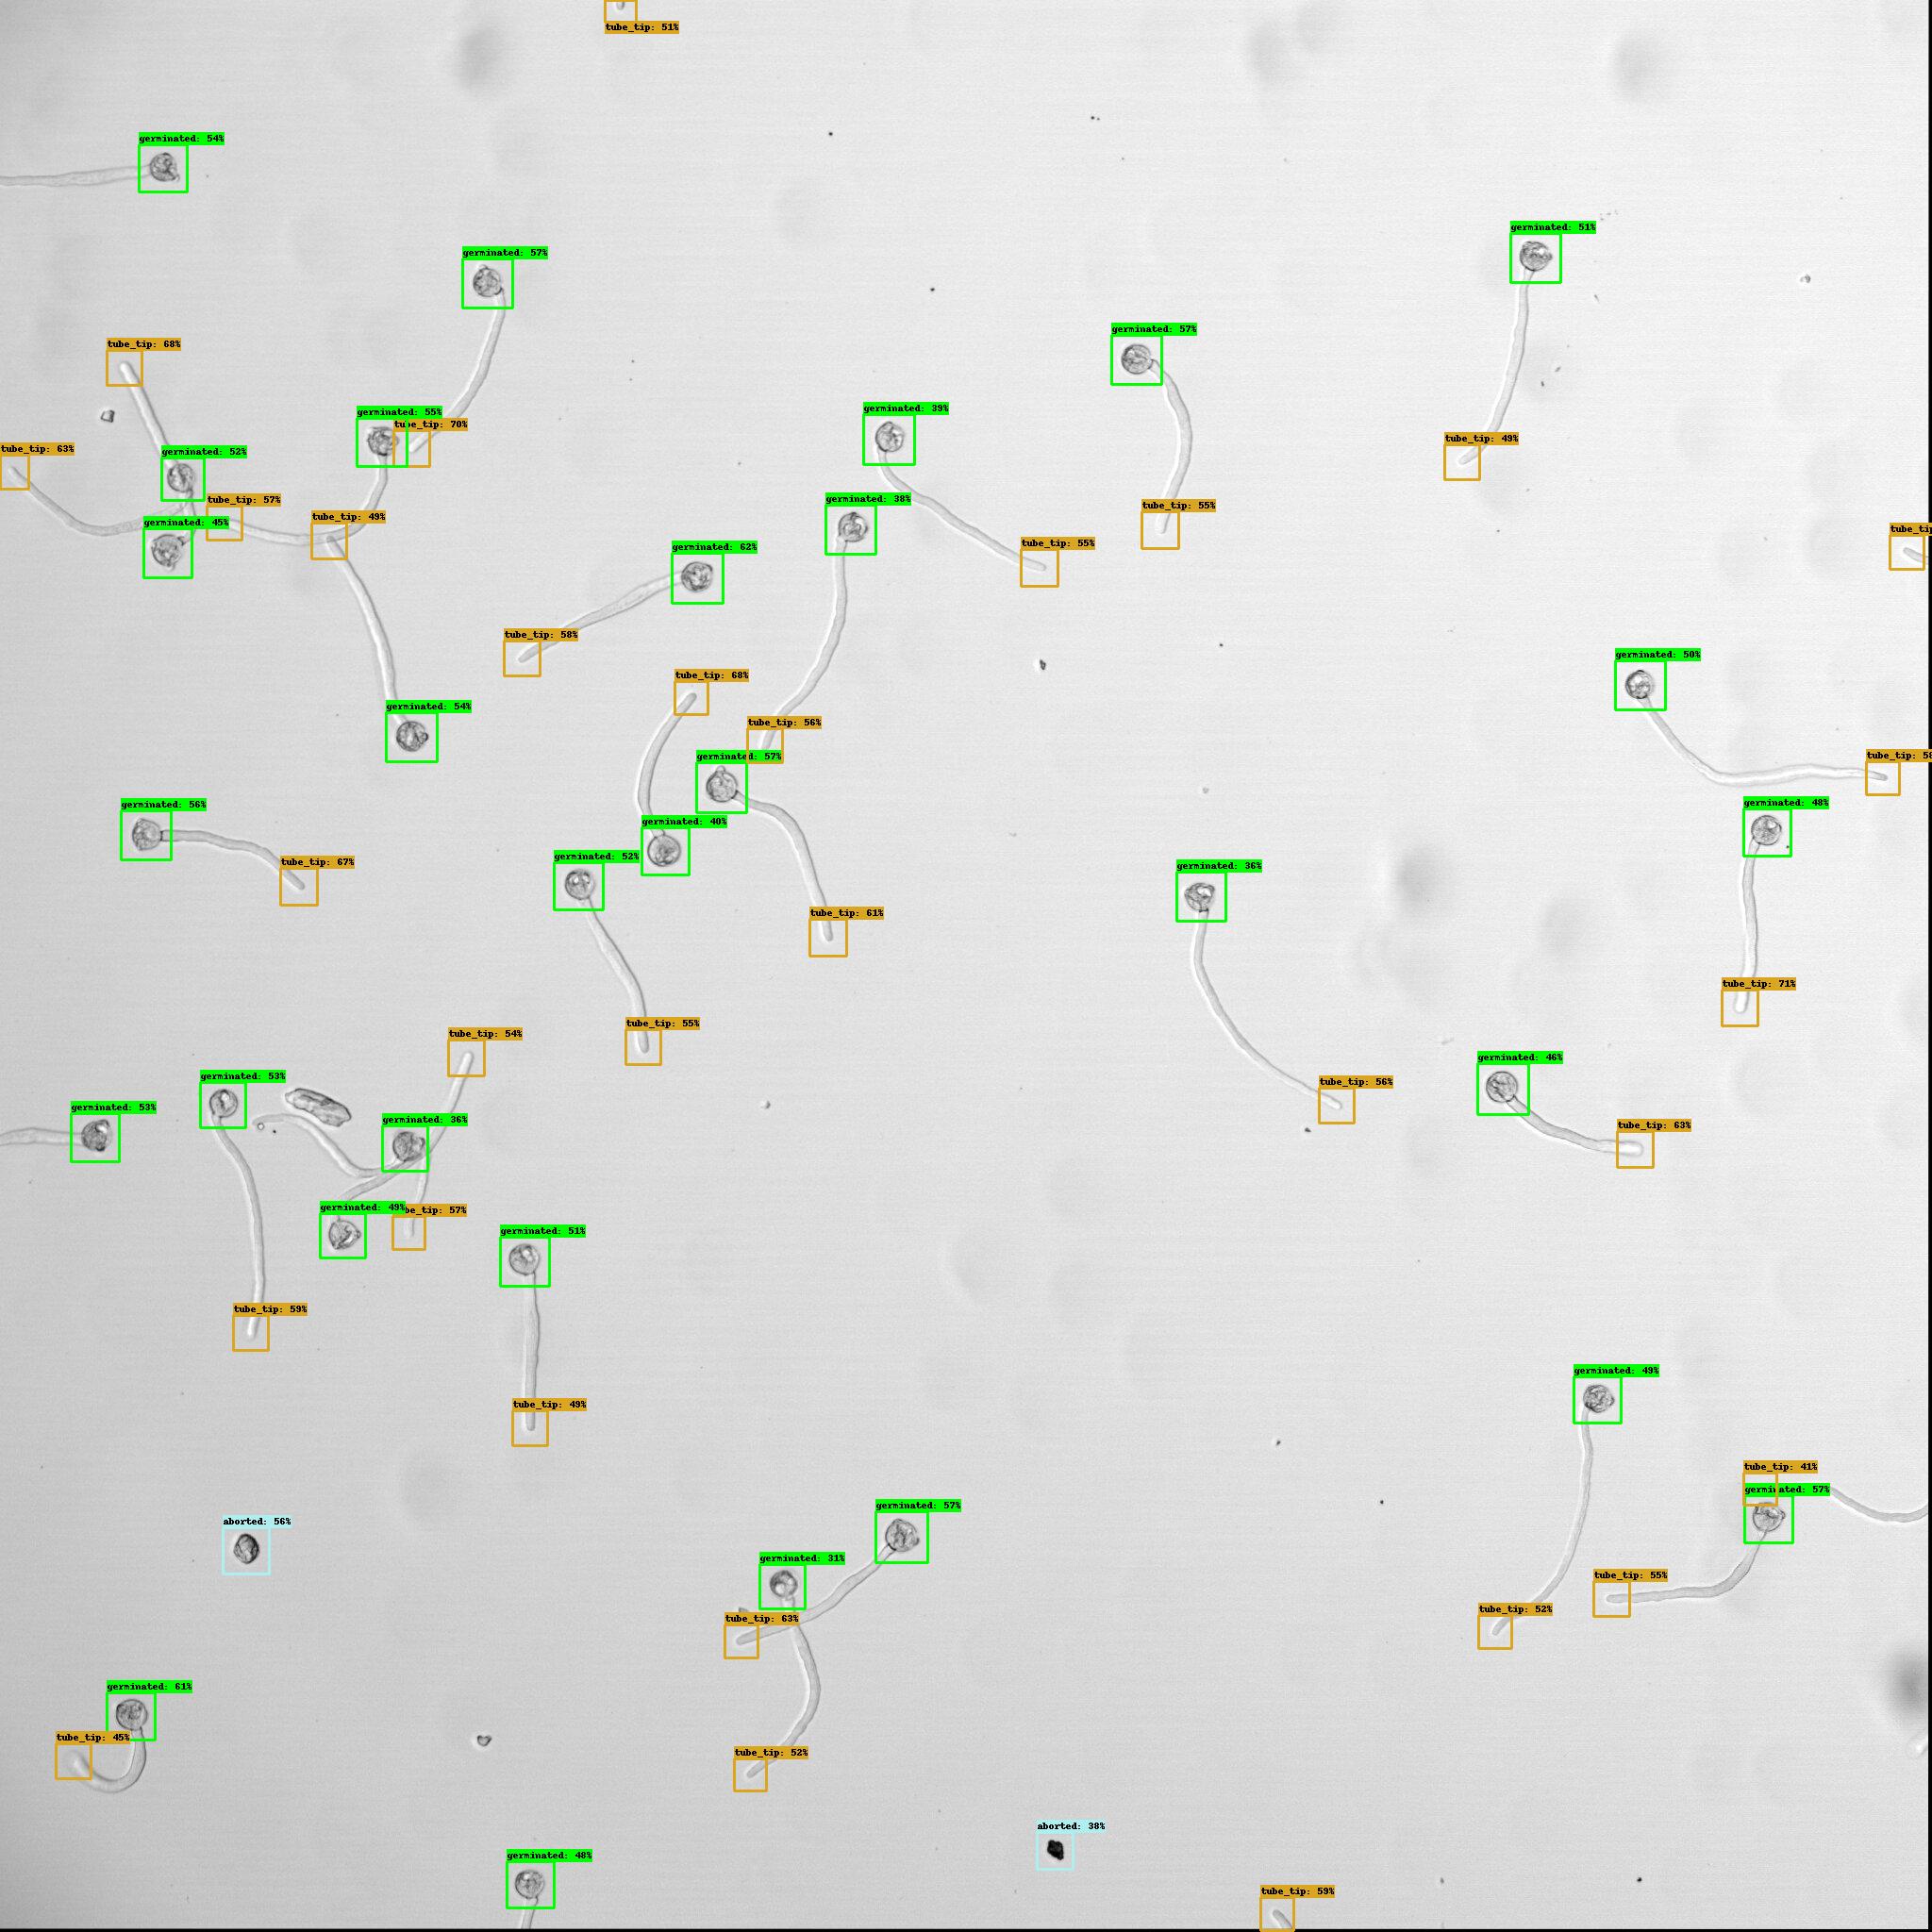 tube_tip: 51%
germinated: 54%
germinated: 51%
germinated: 57%
germinated: 57%
tube_tip: 68%
germinated: 39%
germinated: 55%
tube_tip: 70%
tube_tip: 49%
tube_tip: 63%
germinated: 52%
tube_tip: 57%
germinated: 38%
tube_tip: 55%
tube_tip: 49%
germinated: 45%
tube_tip: 55%
germinated: 62%
tube_tip: 58%
germinated: 50%
tube_tip: 68%
germinated: 54%
tube_tip: 56%
germinated: 57%
germinated: 56%
germinated: 48%
germinated: 40%
germinated: 52%
tube_tip: 67%
germinated: 36%
tube_tip: 61%
tube_tip: 71%
tube_tip: 55%
tube_tip: 54%
germinated: 46%
germinated: 53%
tube_tip: 56%
germinated: 53%
germinated: 36%
tube_tip: 63%
germinated: 49%
germinated: 51%
tube_tip: 59%
germinated: 49%
tube_tip: 49%
tube_tip: 41%
germinated: 57%
germinated: 57%
aborted: 56%
germinated: 31%
tube_tip: 55%
tube_tip: 52%
tube_tip: 63%
germinated: 61%
tube_tip: 45%
tube_tip: 52%
aborted: 38%
germinated: 48%
tube_tip: 59%